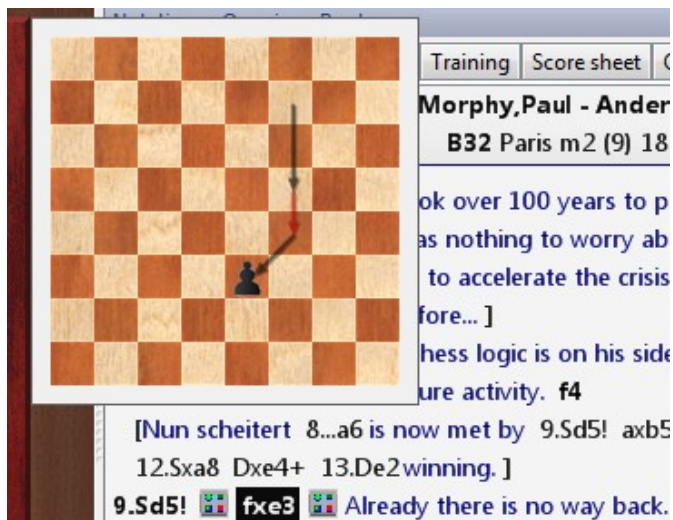 Training Score sheet
Morphy,Paul - Ander
B32 Paris m2 (9) 18
ok over 100 years to p
as nothing to worry ab
to accelerate the crisis
fore... ]
hess logic is on his side
ure activity. f4
[Nun scheitert 8...a6 is now met by 9.Sd5! axb5
12.Sxa8 Dxe4+ 13.De2 winning. ]
9.Sd5! fxe3 Already there is no way back.